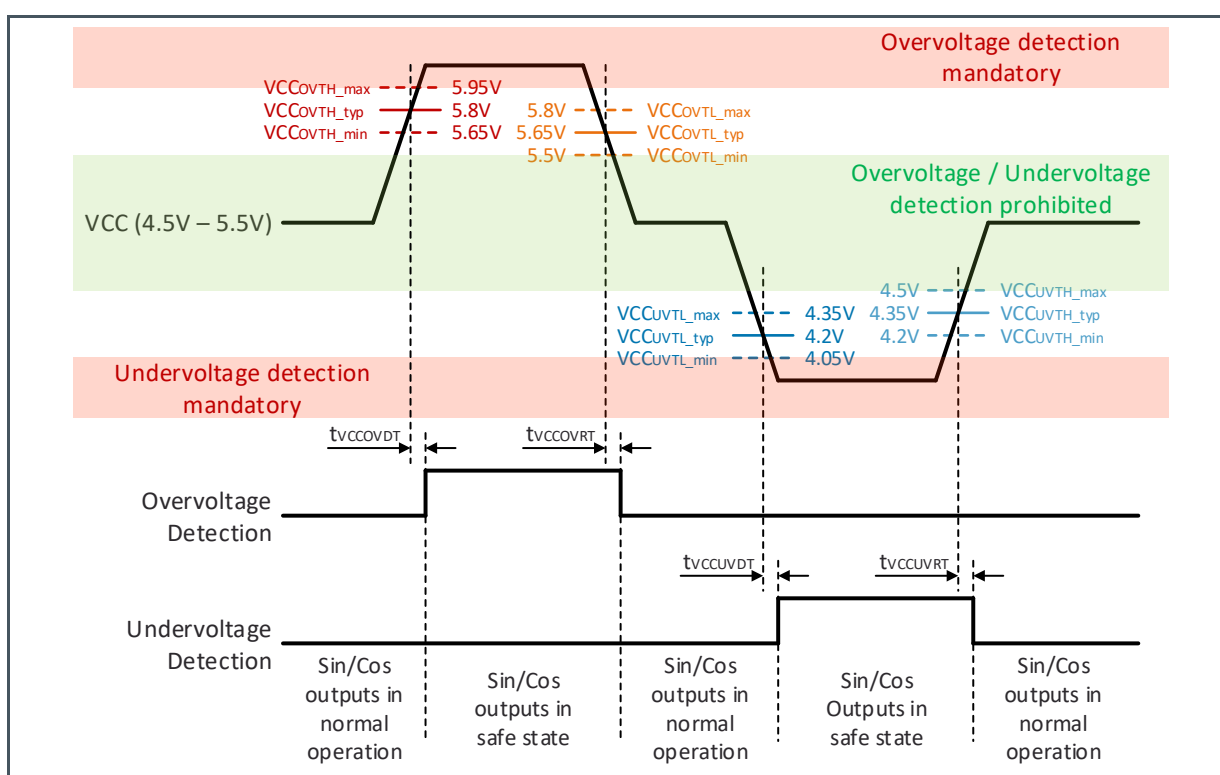 Overvoltage detection
mandatory
VCCOVTH_max 5.95V
VCCOVTH_typ 5.8V
VCCOVTH_min 5.65V
5.8V VCCOVTL_max
5.65V VCCOVTL_typ
5.5V VCCOVTL_min
Overvoltage / Undervoltage
detection prohibited
VCC (4.5V – 5.5V)
VCCUVTL_max 4.35V
VCCUVTL_typ 4.2V
VCCUVTL_min 4.05V
4.5V VCCUVTH_max
4.35V VCCUVTH_typ
4.2V VCCUVTH_min
Undervoltage detection
mandatory
tVCCOVDT
tVCCOVRT
Overvoltage
Detection
tVCCUVDT
tVCCUVRT
Undervoltage
Detection
Sin/Cos
outputs in
normal
operation
Sin/Cos
outputs in
safe state
Sin/Cos
outputs in
normal
operation
Sin/Cos
Outputs in
safe state
Sin/Cos
outputs in
normal
operation